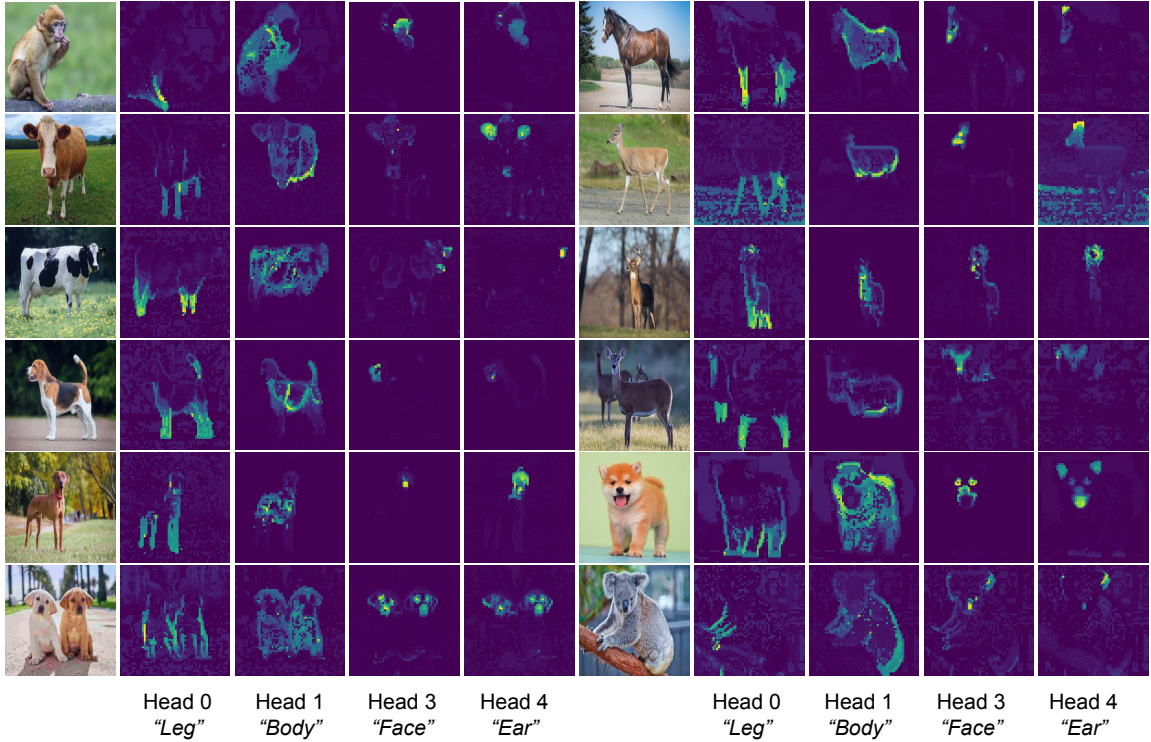 Head 0 Head 1 Head 3 Head 4 Head 0 Head 1 Head 3 Head 4
“Leg” “Body” “Face” “Ear” “Leg” “Body” “Face” “Ear”